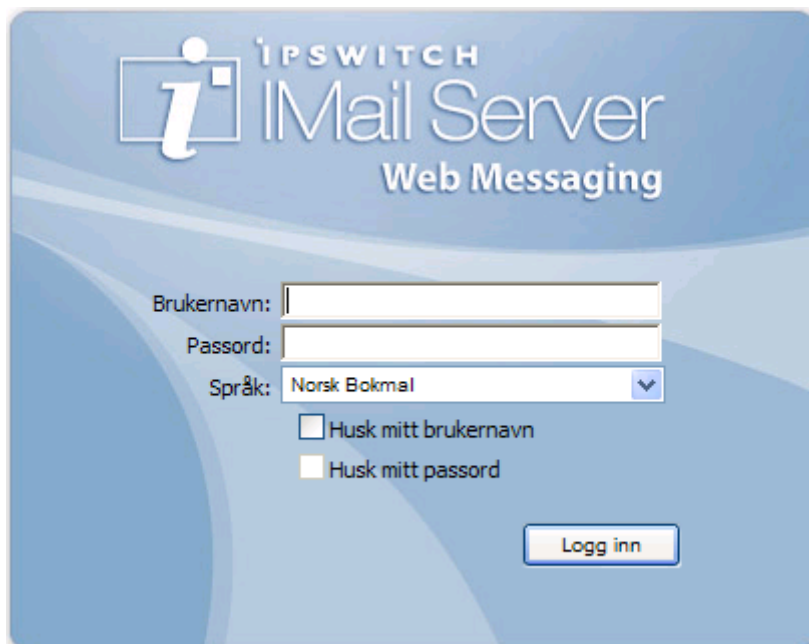 IPSWITCH
IMail Server
Web Messaging
Brukernavn:
Passord:
Språk: Norsk Bokmal
Husk mitt brukernavn
Husk mitt passord
Logg inn